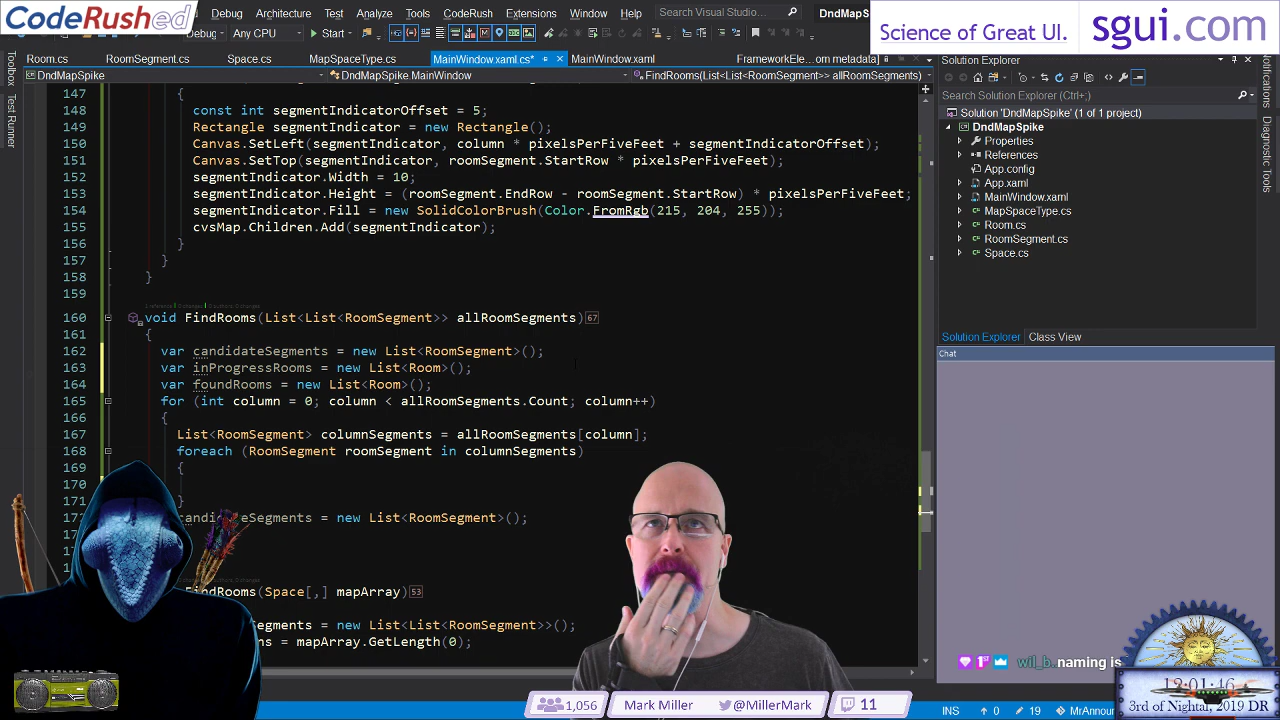 CodeRushed
Debug Architecture Test Analyze Tools CodeRush Extensions Window Help Search Visual Studio DndMapSpike
Debug Any CPU Start
Science of Great UI. sgui.com
Room.cs RoomSegment.cs Space.cs MapSpaceType.cs MainWindow.xaml.cs* MainWindow.xaml
DndMapSpike DndMapSpike.MainWindow FindRooms(List<List<RoomSegment>> allRoomSegments)
Toolbox
Test Runner
Notifications
Diagnostic Tools
147 {
148 const int segmentIndicatorOffset = 5;
149 Rectangle segmentIndicator = new Rectangle();
150 Canvas.SetLeft(segmentIndicator, column * pixelsPerFiveFeet + segmentIndicatorOffset);
151 Canvas.SetTop(segmentIndicator, roomSegment.StartRow * pixelsPerFiveFeet);
152 segmentIndicator.Width = 10;
153 segmentIndicator.Height = (roomSegment.EndRow - roomSegment.StartRow) * pixelsPerFiveFeet;
154 segmentIndicator.Fill = new SolidColorBrush(Color.FromRgb(215, 204, 255));
155 cvsMap.Children.Add(segmentIndicator);
156 }
157 }
158 }
159
160 void FindRooms(List<List<RoomSegment>> allRoomSegments) 67
161 {
162 var candidateSegments = new List<RoomSegment>();
163 var inProgressRooms = new List<Room>();
164 var foundRooms = new List<Room>();
165 for (int column = 0; column < allRoomSegments.Count; column++)
166 {
167 List<RoomSegment> columnSegments = allRoomSegments[column];
168 foreach (RoomSegment roomSegment in columnSegments)
169 {
170
171 }
= new List<RoomSegment>();
FindRooms(Space[,] mapArray) 53
= new List<List<RoomSegment>>();
= mapArray.GetLength(0);
Solution Explorer
Search Solution Explorer (Ctrl+;)
Solution 'DndMapSpike' (1 of 1 project)
DndMapSpike
Properties
References
App.config
App.xaml
MainWindow.xaml
MapSpaceType.cs
Room.cs
RoomSegment.cs
Space.cs
Solution Explorer Class View
Chat
wil_b. naming is
19:01:46
3rd of Nightal, 2019 DR
1,056 Mark Miller @MillerMark 11
INS 0 19 MrAnnoun